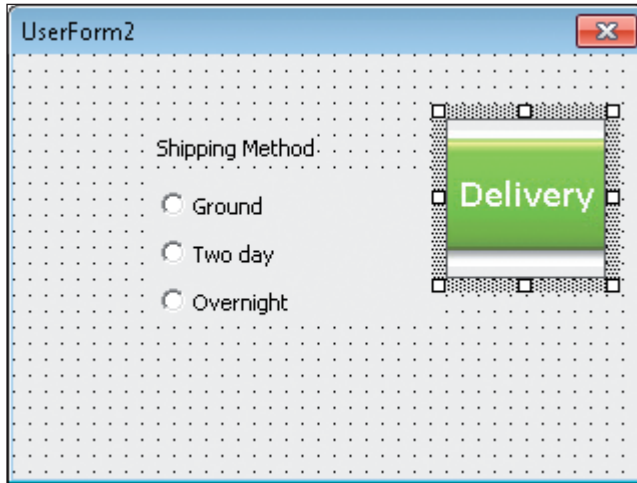 UserForm2
Shipping Method
Delivery
Ground
Two day
Overnight